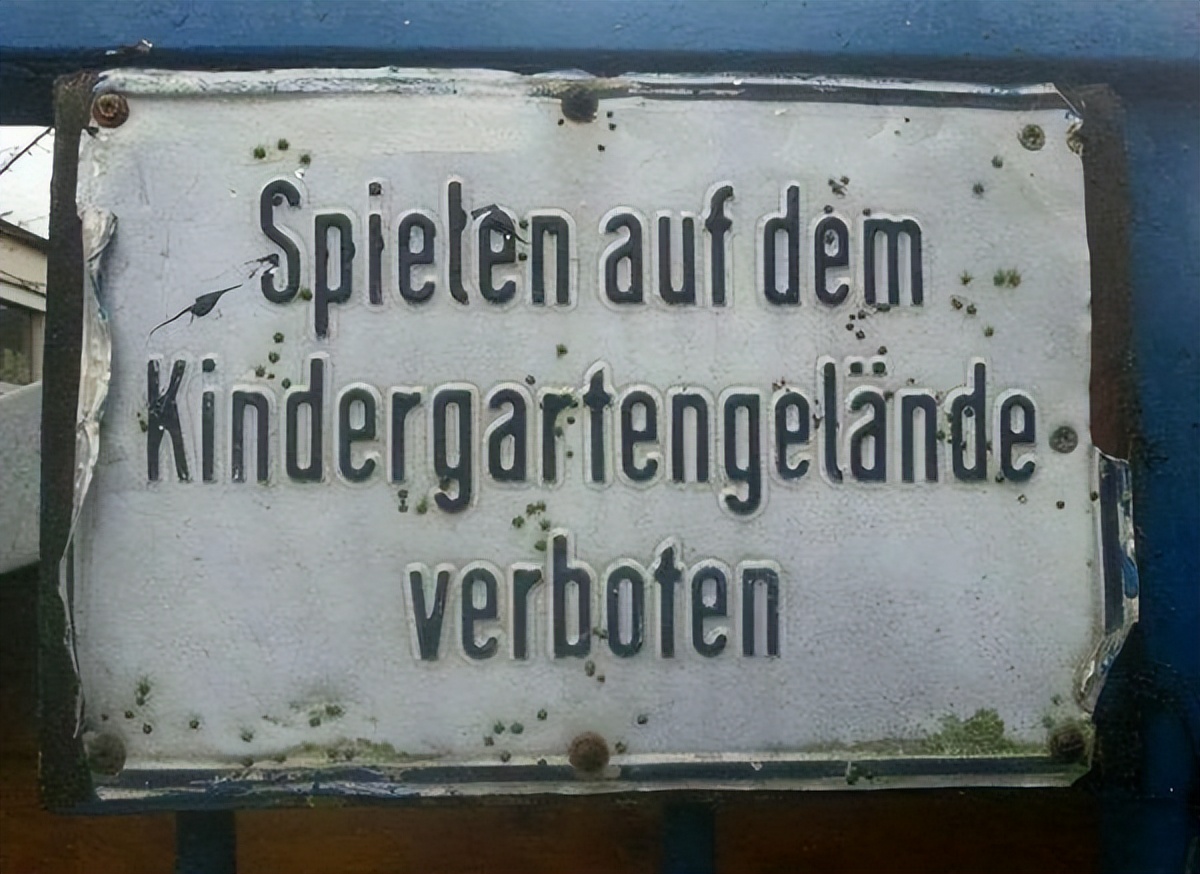 Spielen auf dem
Kindergartengelände
verboten